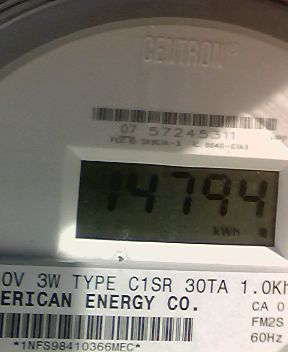 CENTRON®
07 57245311
14794
kWh
0V 3W TYPE C1SR 30TA 1.0Kh
ERICAN ENERGY CO.
CA 0
FM2S
60Hz
*1NFS98410366MEC*